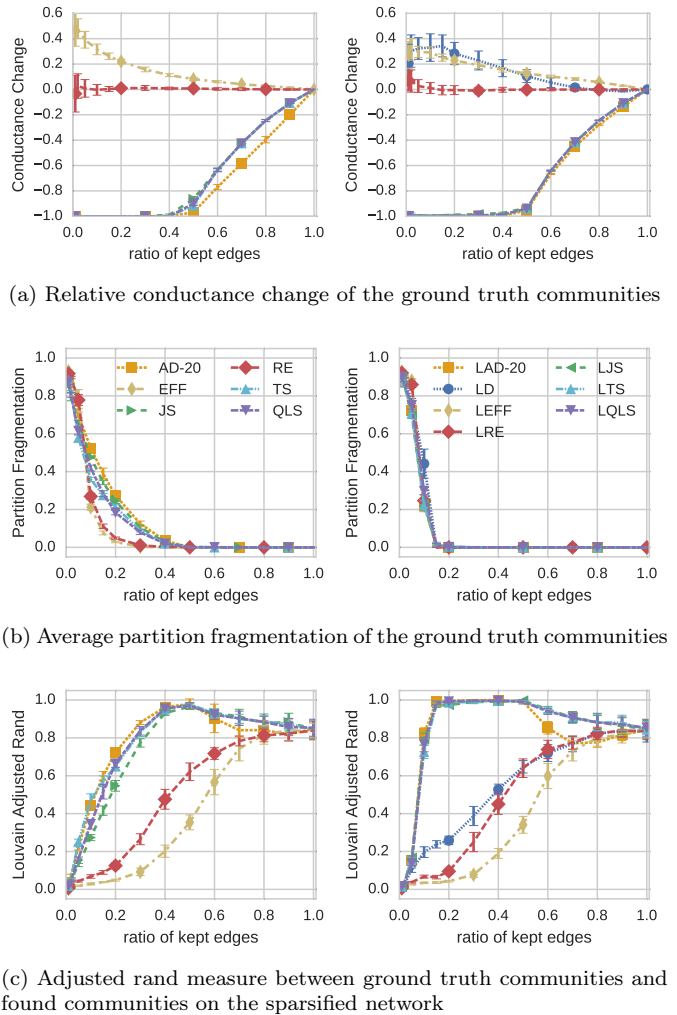 0.6
0.4
0.2
0.0
−0.2
−0.4
−0.6
−0.8
−1.0
Conductance Change
0.0 0.2 0.4 0.6 0.8 1.0
ratio of kept edges
0.6
0.4
0.2
0.0
−0.2
−0.4
−0.6
−0.8
−1.0
Conductance Change
0.0 0.2 0.4 0.6 0.8 1.0
ratio of kept edges
(a) Relative conductance change of the ground truth communities
1.0
0.8
0.6
0.4
0.2
0.0
Partition Fragmentation
AD-20 RE
EFF TS
JS QLS
0.0 0.2 0.4 0.6 0.8 1.0
ratio of kept edges
1.0
0.8
0.6
0.4
0.2
0.0
Partition Fragmentation
LAD-20 LJS
LD LTS
LEFF LQLS
LRE
0.0 0.2 0.4 0.6 0.8 1.0
ratio of kept edges
(b) Average partition fragmentation of the ground truth communities
1.0
0.8
0.6
0.4
0.2
0.0
Louvain Adjusted Rand
0.0 0.2 0.4 0.6 0.8 1.0
ratio of kept edges
1.0
0.8
0.6
0.4
0.2
0.0
Louvain Adjusted Rand
0.0 0.2 0.4 0.6 0.8 1.0
ratio of kept edges
(c) Adjusted rand measure between ground truth communities and
found communities on the sparsified network